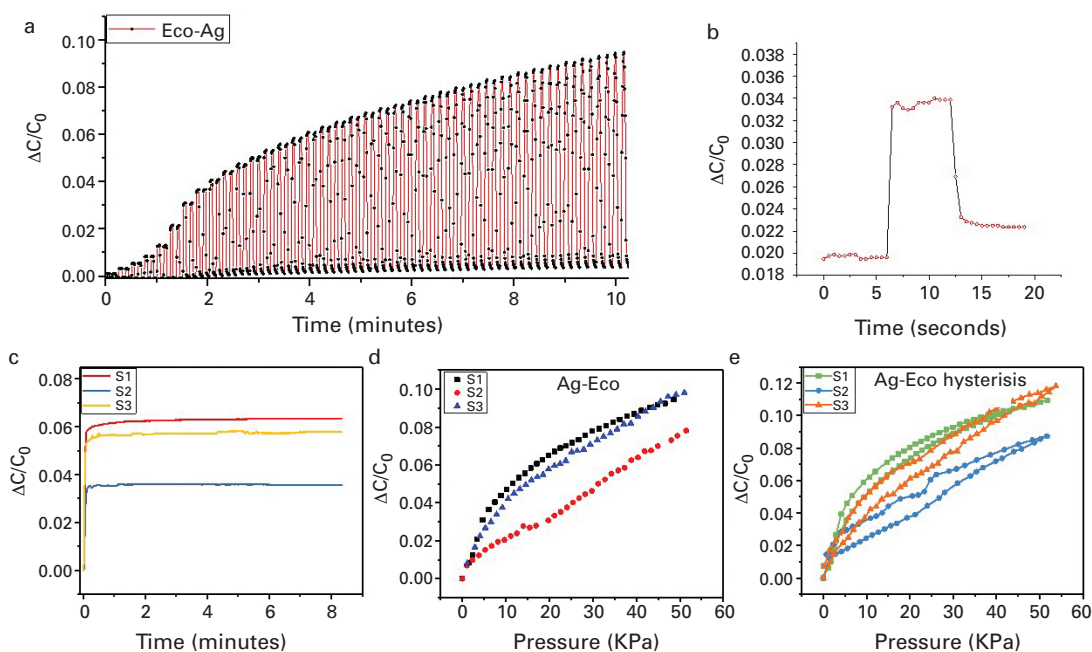 a
Eco-Ag
0.10
0.08
0.06
0.04
0.02
0.00
ΔC/C0
0 2 4 6 8 10
Time (minutes)
b
0.038
0.036
0.034
0.032
0.030
0.028
0.026
0.024
0.022
0.020
0.018
ΔC/C0
0 5 10 15 20
Time (seconds)
c
S1
S2
S3
0.08
0.06
0.04
0.02
0.00
ΔC/C0
0 2 4 6 8
Time (minutes)
d
S1
S2
S3
Ag-Eco
0.10
0.08
0.06
0.04
0.02
0.00
ΔC/C0
0 10 20 30 40 50 60
Pressure (KPa)
e
S1
S2
S3
Ag-Eco hysterisis
0.12
0.10
0.08
0.06
0.04
0.02
0.00
ΔC/C0
0 10 20 30 40 50 60
Pressure (KPa)